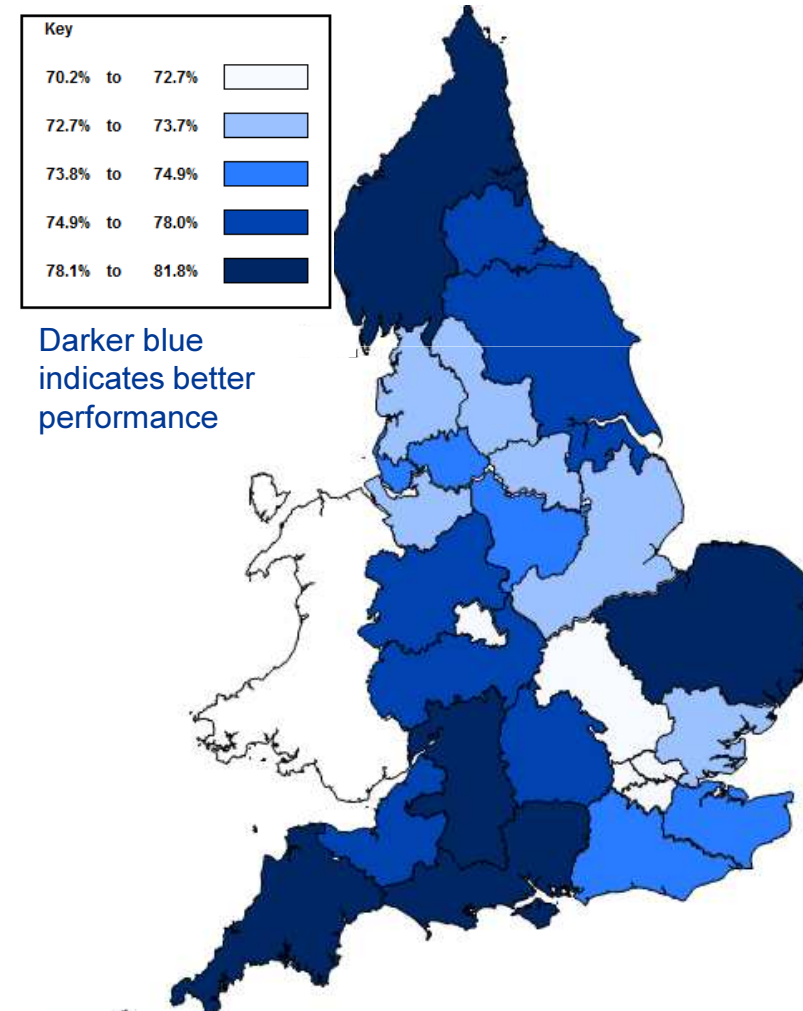 Key
70.2% to 72.7%
72.7% to 73.7%
73.8% to 74.9%
74.9% to 78.0%
78.1% to 81.8%
Darker blue
indicates better
performance